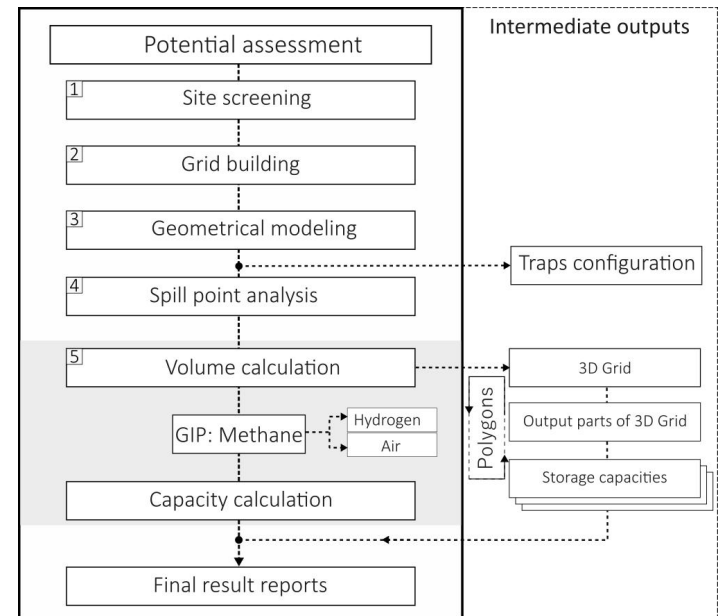 Potential assessment
Intermediate outputs
1
Site screening
2
Grid building
3
Geometrical modeling
Traps configuration
4
Spill point analysis
5
Volume calculation
3D Grid
Polygons
Output parts of 3D Grid
GIP: Methane
Hydrogen
Air
Storage capacities
Capacity calculation
Final result reports